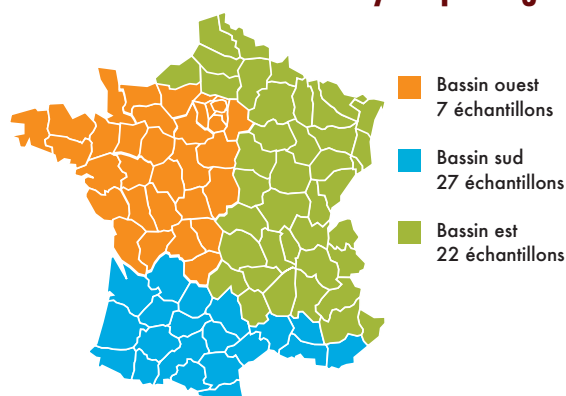 Bassin ouest
7 échantillons
Bassin sud
27 échantillons
Bassin est
22 échantillons